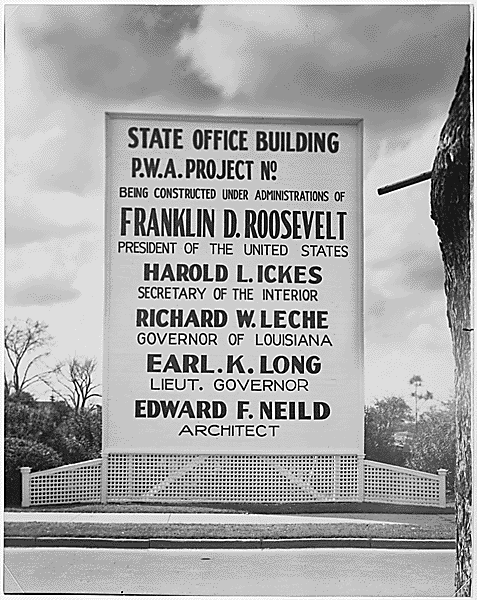 STATE OFFICE BUILDING
P.W.A. PROJECT Nº
BEING CONSTRUCTED UNDER ADMINISTRATIONS OF
FRANKLIN D. ROOSEVELT
PRESIDENT OF THE UNITED STATES
HAROLD L. ICKES
SECRETARY OF THE INTERIOR
RICHARD W. LECHE
GOVERNOR OF LOUISIANA
EARL. K. LONG
LIEUT. GOVERNOR
EDWARD F. NEILD
ARCHITECT